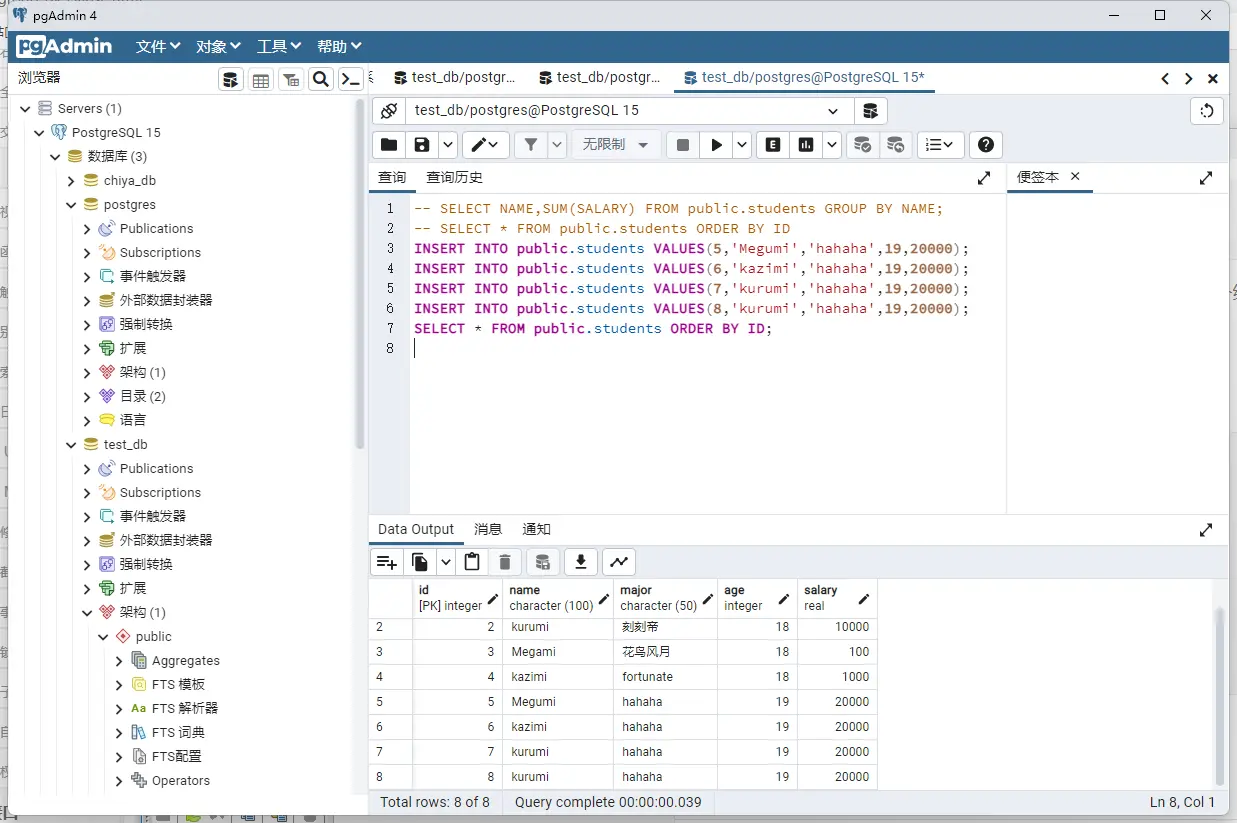 pgAdmin 4
pgAdmin 文件 对象 工具 帮助
浏览器
test_db/postgr... test_db/postgr... test_db/postgres@PostgreSQL 15*
Servers (1)
PostgreSQL 15
数据库 (3)
chiya_db
postgres
Publications
Subscriptions
事件触发器
外部数据封装器
强制转换
扩展
架构 (1)
目录 (2)
语言
test_db
Publications
Subscriptions
事件触发器
外部数据封装器
强制转换
扩展
架构 (1)
public
Aggregates
FTS 模板
Aa FTS 解析器
FTS 词典
FTS配置
Operators
test_db/postgres@PostgreSQL 15
无限制 E
查询 查询历史 便签本
1 -- SELECT NAME,SUM(SALARY) FROM public.students GROUP BY NAME;
2 -- SELECT * FROM public.students ORDER BY ID
3 INSERT INTO public.students VALUES(5,'Megumi','hahaha',19,20000);
4 INSERT INTO public.students VALUES(6,'kazimi','hahaha',19,20000);
5 INSERT INTO public.students VALUES(7,'kurumi','hahaha',19,20000);
6 INSERT INTO public.students VALUES(8,'kurumi','hahaha',19,20000);
7 SELECT * FROM public.students ORDER BY ID;
8
Data Output 消息 通知
id name major age salary
[PK] integer character (100) character (50) integer real
2 2 kurumi 刻刻帝 18 10000
3 3 Megami 花鸟风月 18 100
4 4 kazimi fortunate 18 1000
5 5 Megumi hahaha 19 20000
6 6 kazimi hahaha 19 20000
7 7 kurumi hahaha 19 20000
8 8 kurumi hahaha 19 20000
Total rows: 8 of 8 Query complete 00:00:00.039 Ln 8, Col 1